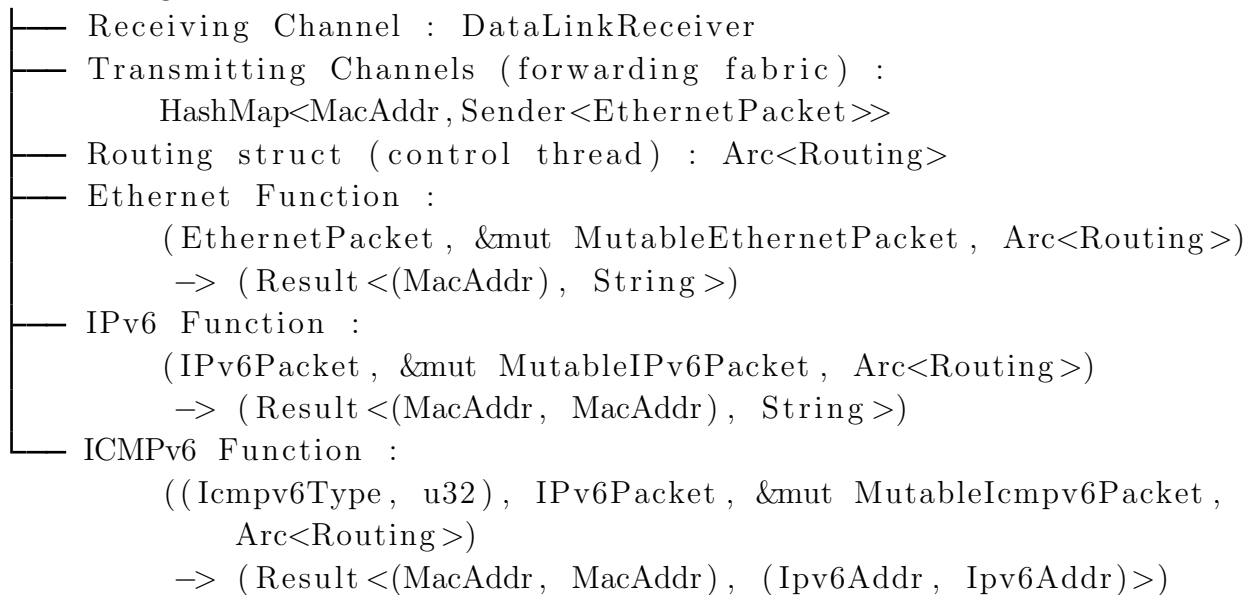 Receiving Channel : DataLinkReceiver
Transmitting Channels (forwarding fabric) :
HashMap<MacAddr, Sender<EthernetPacket>>
Routing struct (control thread) : Arc<Routing>
Ethernet Function :
(EthernetPacket, &mut MutableEthernetPacket, Arc<Routing>)
-> (Result<(MacAddr), String>)
IPv6 Function :
(IPv6Packet, &mut MutableIPv6Packet, Arc<Routing>)
-> (Result<(MacAddr, MacAddr), String>)
ICMPv6 Function :
((Icmpv6Type, u32), IPv6Packet, &mut MutableIcmpv6Packet,
Arc<Routing>)
-> (Result<(MacAddr, MacAddr), (Ipv6Addr, Ipv6Addr)>)